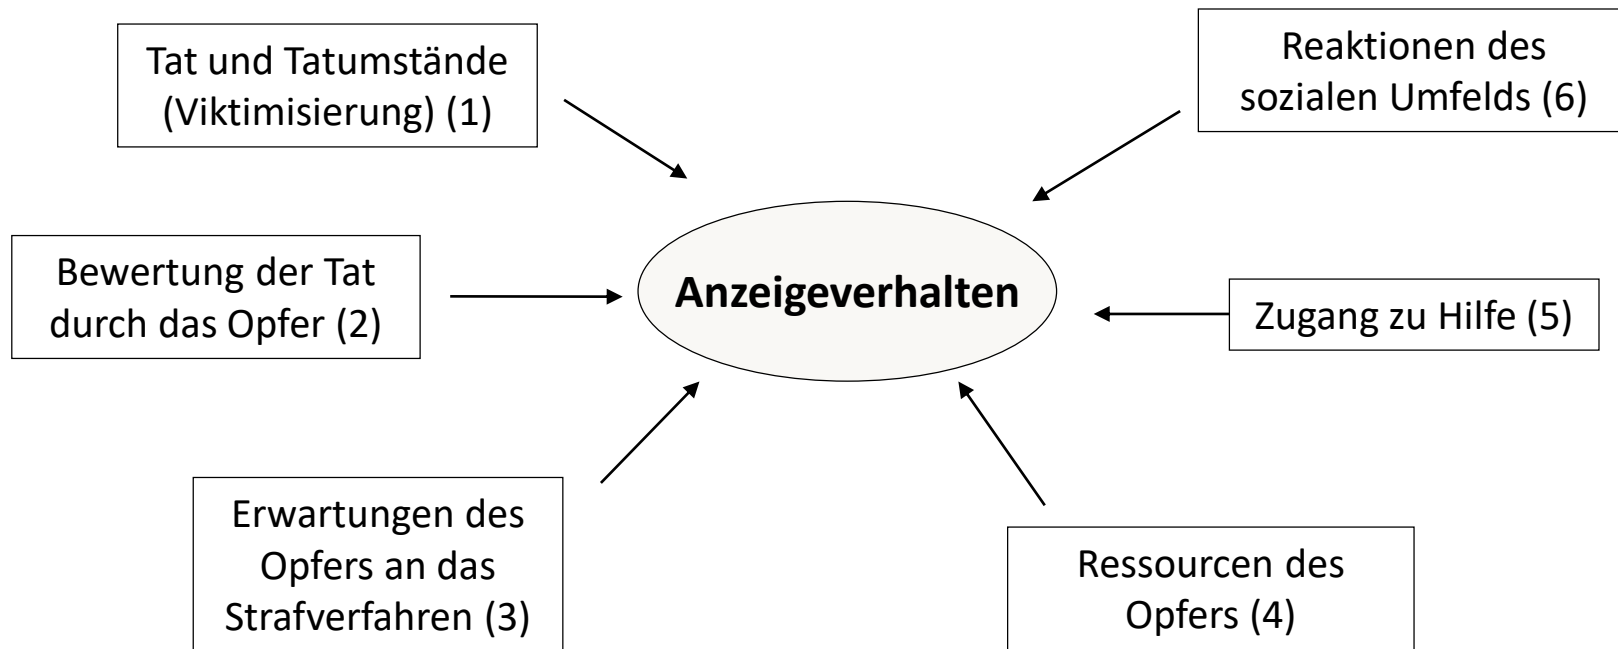 Tat und Tatumstände
(Viktimisierung) (1)
Reaktionen des
sozialen Umfelds (6)
Bewertung der Tat
durch das Opfer (2)
Anzeigeverhalten
Zugang zu Hilfe (5)
Erwartungen des
Opfers an das
Strafverfahren (3)
Ressourcen des
Opfers (4)